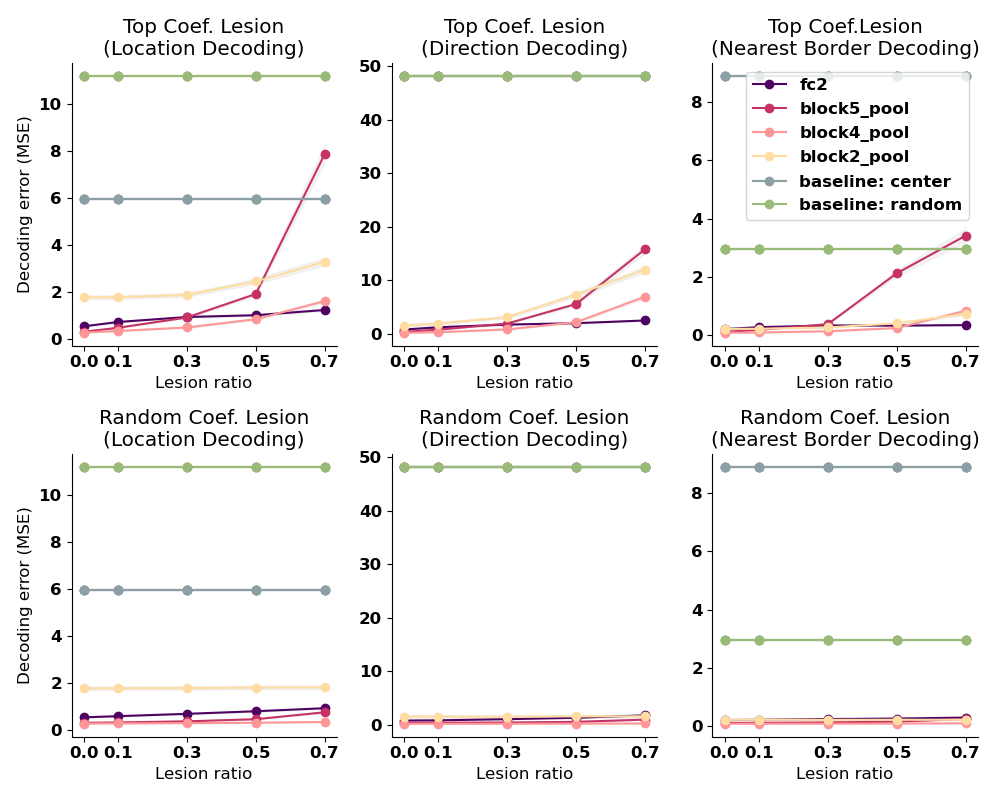 Top Coef. Lesion
(Location Decoding)
Top Coef. Lesion
(Direction Decoding)
Top Coef.Lesion
(Nearest Border Decoding)
Decoding error (MSE)
10
8
6
4
2
0
0.0 0.1 0.3 0.5 0.7
Lesion ratio
50
40
30
20
10
0
0.0 0.1 0.3 0.5 0.7
Lesion ratio
8
6
4
2
0
fc2
block5_pool
block4_pool
block2_pool
baseline: center
baseline: random
0.0 0.1 0.3 0.5 0.7
Lesion ratio
Random Coef. Lesion
(Location Decoding)
Random Coef. Lesion
(Direction Decoding)
Random Coef. Lesion
(Nearest Border Decoding)
Decoding error (MSE)
10
8
6
4
2
0
0.0 0.1 0.3 0.5 0.7
Lesion ratio
50
40
30
20
10
0
0.0 0.1 0.3 0.5 0.7
Lesion ratio
8
6
4
2
0
0.0 0.1 0.3 0.5 0.7
Lesion ratio